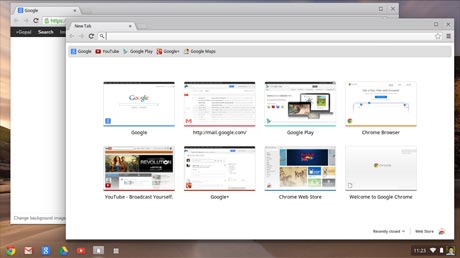 Google
https:/
+Gopal Search Im
Change background image
New Tab
Google YouTube Google Play Google+ Google Maps
Google
http://mail.google.com/
Google Play
Chrome Browser
YouTube - Broadcast Yourself.
Google+
Chrome Web Store
Welcome to Google Chrome
Recently closed
Web Store
11:23